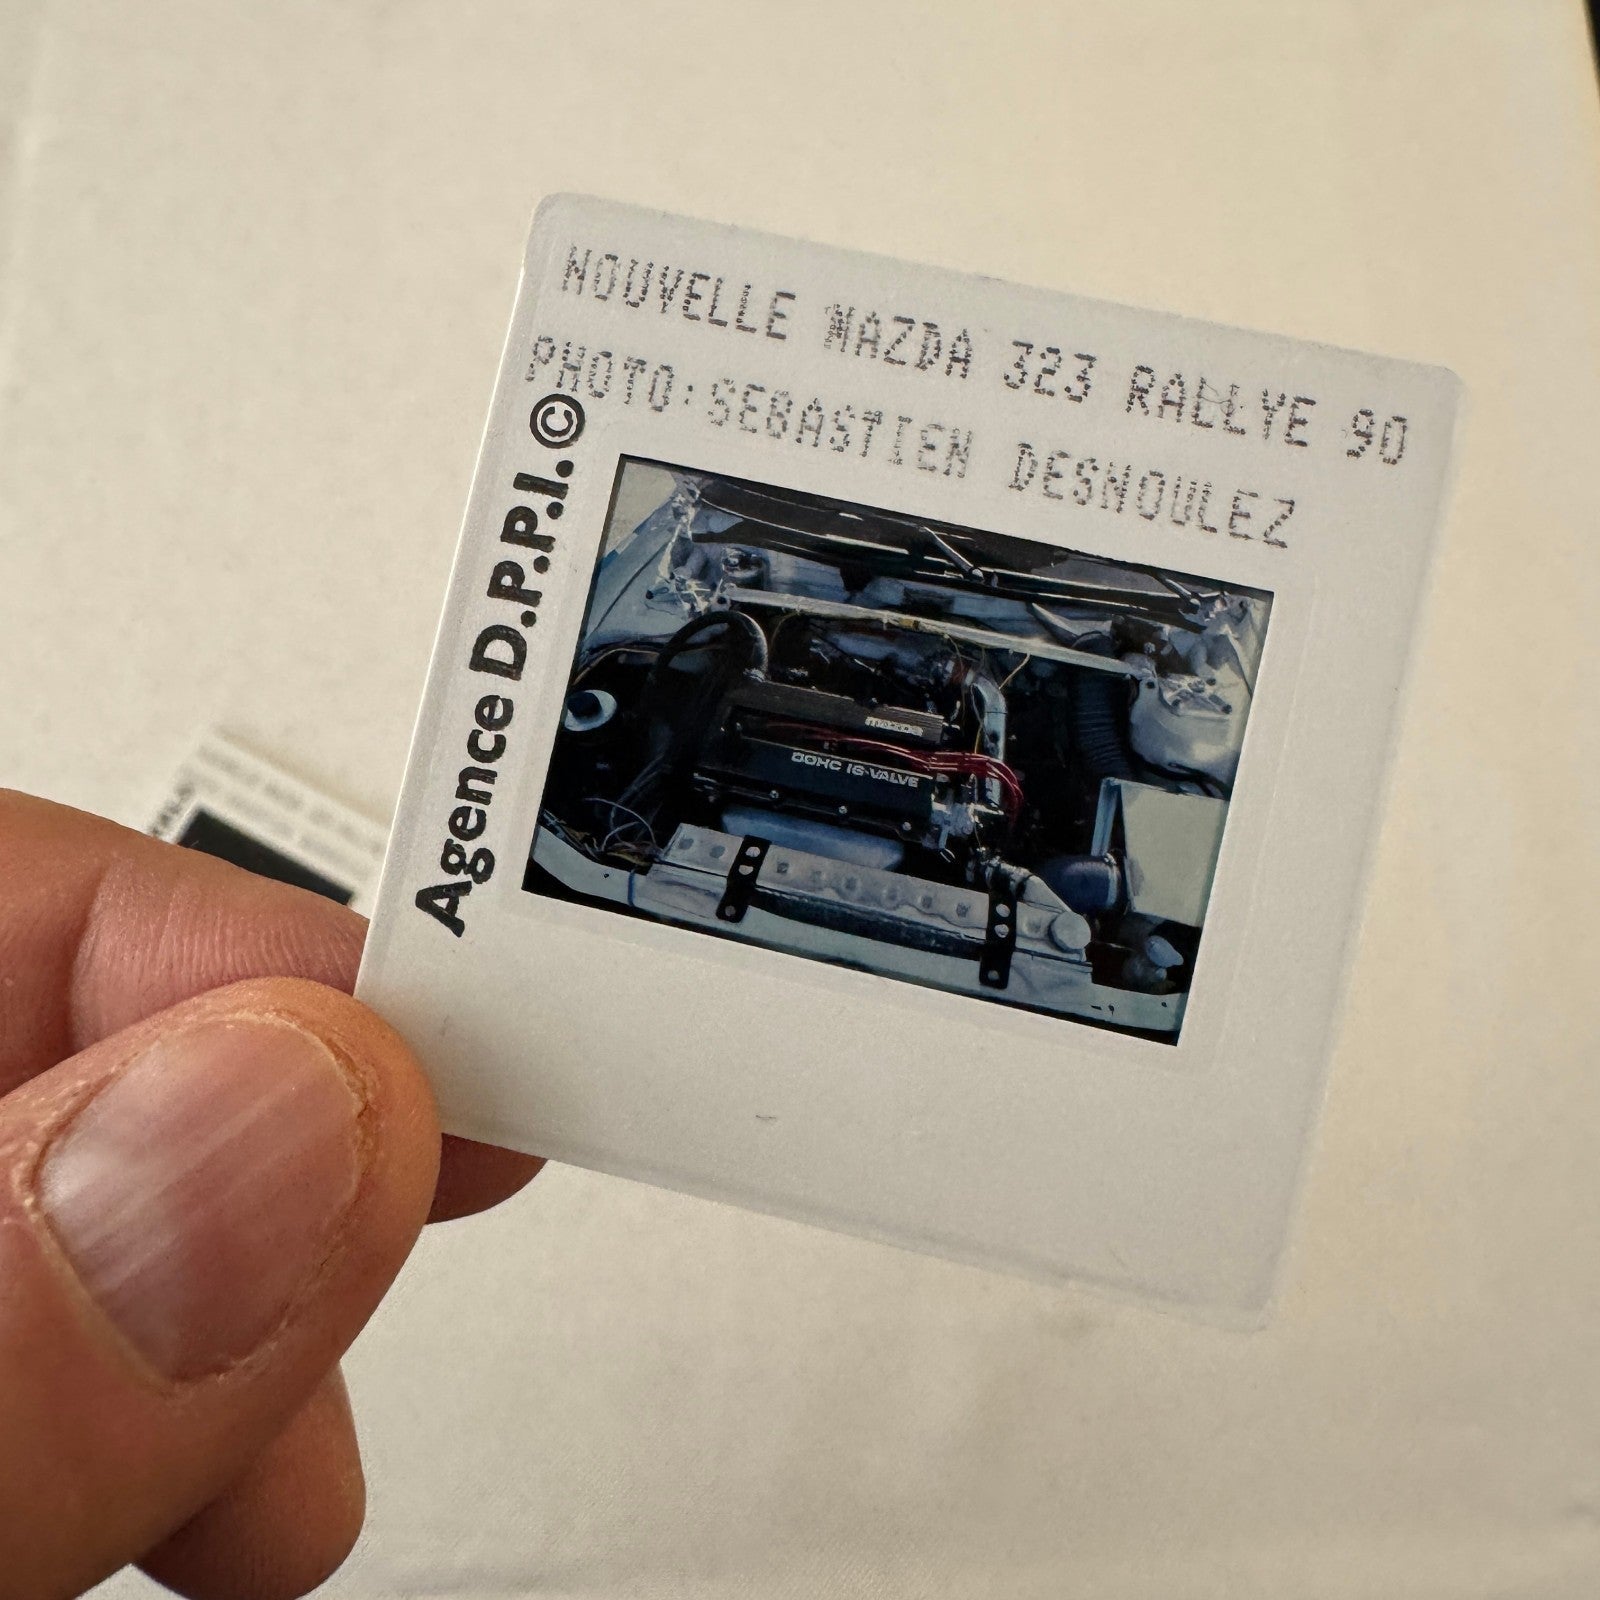 NOUVELLE MAZDA 323 RALLYE 90
PHOTO:SEBASTIEN DESNOULEZ
Agence D.P.P.I. ©
DOHC 16-VALVE